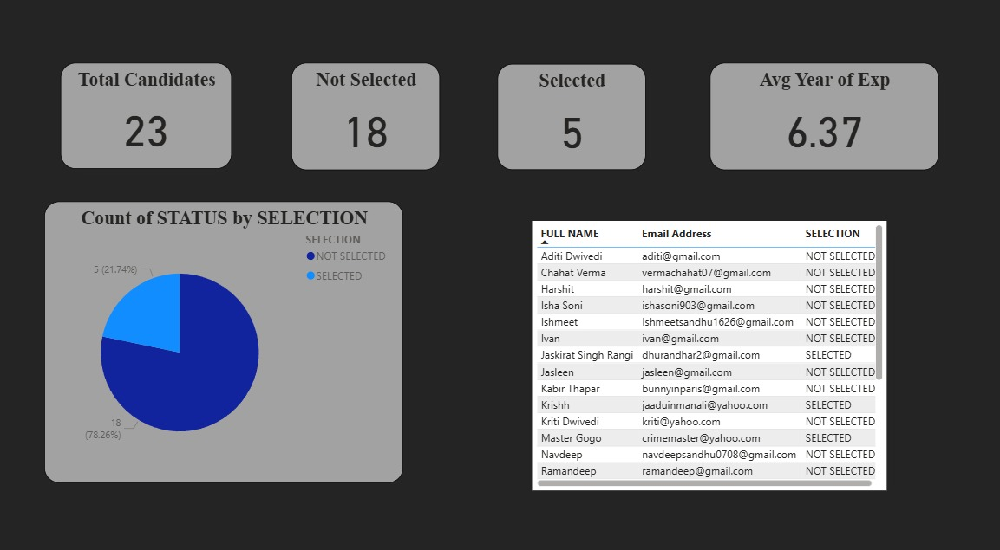 Total Candidates
23
Not Selected
18
Selected
5
Avg Year of Exp
6.37
Count of STATUS by SELECTION
SELECTION
NOT SELECTED
SELECTED
5 (21.74%)
18
(78.26%)
FULL NAME Email Address SELECTION
Aditi Dwivedi aditi@gmail.com NOT SELECTED
Chahat Verma vermachahat07@gmail.com NOT SELECTED
Harshit harshit@gmail.com NOT SELECTED
Isha Soni ishasoni903@gmail.com NOT SELECTED
Ishmeet Ishmeetsandhu1626@gmail.com NOT SELECTED
Ivan ivan@gmail.com NOT SELECTED
Jaskirat Singh Rangi dhurandhar2@gmail.com SELECTED
Jasleen jasleen@gmail.com NOT SELECTED
Kabir Thapar bunnyinparis@gmail.com NOT SELECTED
Krishh jaaduinmanali@yahoo.com SELECTED
Kriti Dwivedi kriti@yahoo.com NOT SELECTED
Master Gogo crimemaster@yahoo.com SELECTED
Navdeep navdeepsandhu0708@gmail.com NOT SELECTED
Ramandeep ramandeep@gmail.com NOT SELECTED